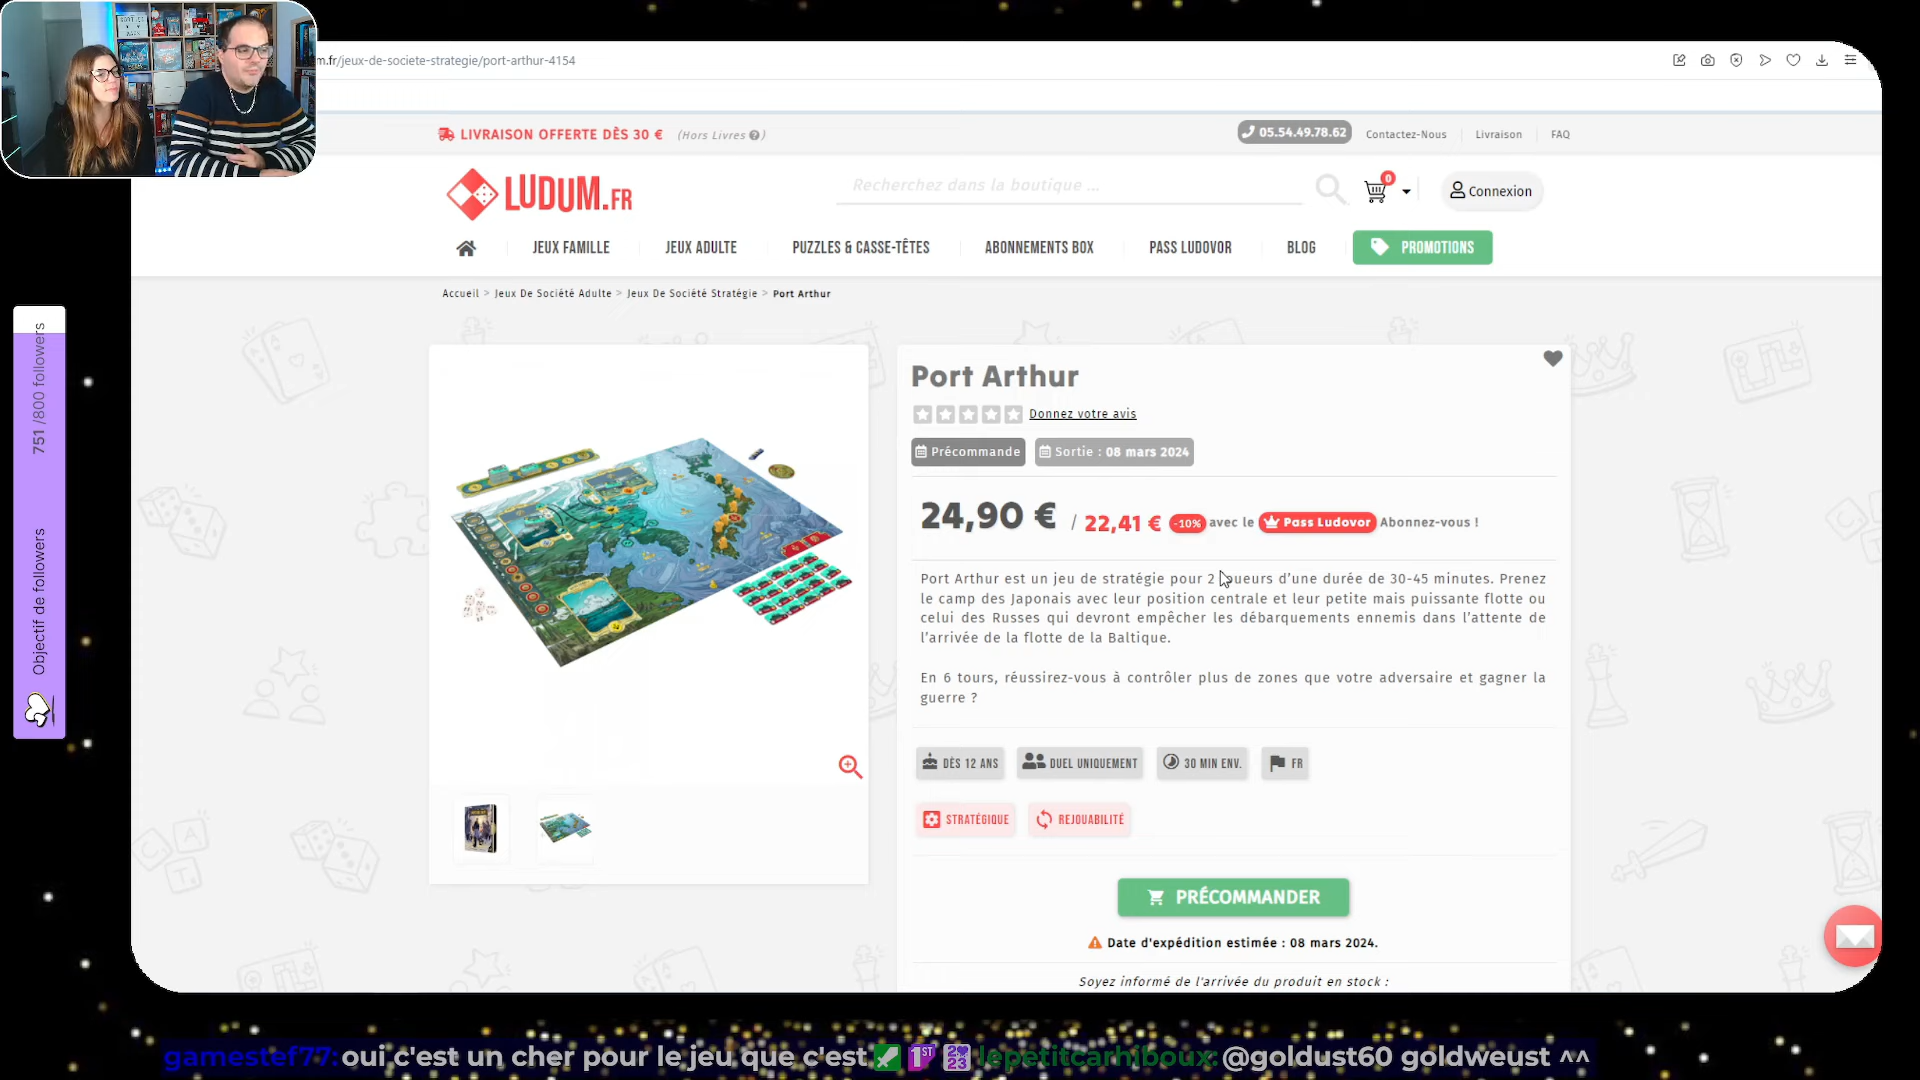 m.fr/jeux-de-societe-strategie/port-arthur-4154
LIVRAISON OFFERTE DÈS 30 € (Hors Livres ?)
05.54.49.78.62 Contactez-Nous Livraison FAQ
LUDUM.FR
Recherchez dans la boutique ...
0
Connexion
JEUX FAMILLE JEUX ADULTE PUZZLES & CASSE-TÊTES ABONNEMENTS BOX PASS LUDOVOR BLOG PROMOTIONS
Accueil > Jeux De Société Adulte > Jeux De Société Stratégie > Port Arthur
Port Arthur
Donnez votre avis
Précommande Sortie : 08 mars 2024
24,90 € / 22,41 € -10% avec le Pass Ludovor Abonnez-vous !
Port Arthur est un jeu de stratégie pour 2 joueurs d'une durée de 30-45 minutes. Prenez
le camp des Japonais avec leur position centrale et leur petite mais puissante flotte ou
celui des Russes qui devront empêcher les débarquements ennemis dans l'attente de
l'arrivée de la flotte de la Baltique.
En 6 tours, réussirez-vous à contrôler plus de zones que votre adversaire et gagner la
guerre ?
DÈS 12 ANS DUEL UNIQUEMENT 30 MIN ENV. FR
STRATÉGIQUE REJOUABILITÉ
PRÉCOMMANDER
Date d'expédition estimée : 08 mars 2024.
Soyez informé de l'arrivée du produit en stock :
Objectif de followers 751 /800 followers
gamestef77: oui c'est un cher pour le jeu que c'est 1ST 2023 lepetitcarhiboux: @goldust60 goldweust ^^